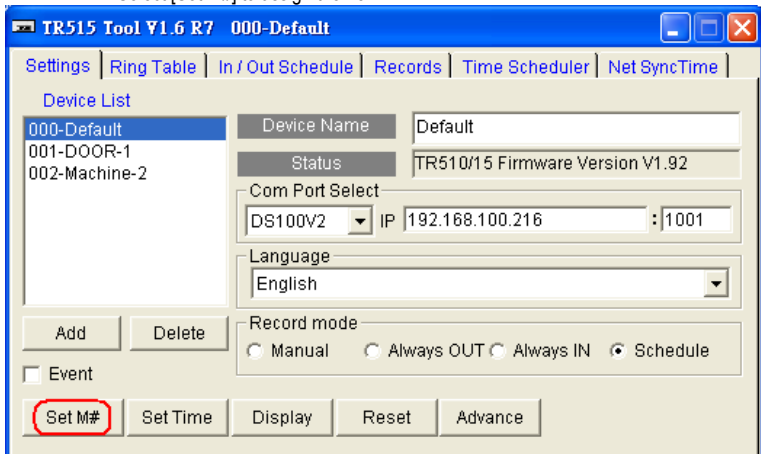 TR515 Tool V1.6 R7 000-Default
Settings Ring Table In / Out Schedule Records Time Scheduler Net SyncTime
Device List
000-Default
001-DOOR-1
002-Machine-2
Device Name Default
Status TR510/15 Firmware Version V1.92
Com Port Select
DS100V2 IP 192.168.100.216 : 1001
Language
English
Add Delete
Record mode
Manual Always OUT Always IN Schedule
Event
Set M# Set Time Display Reset Advance